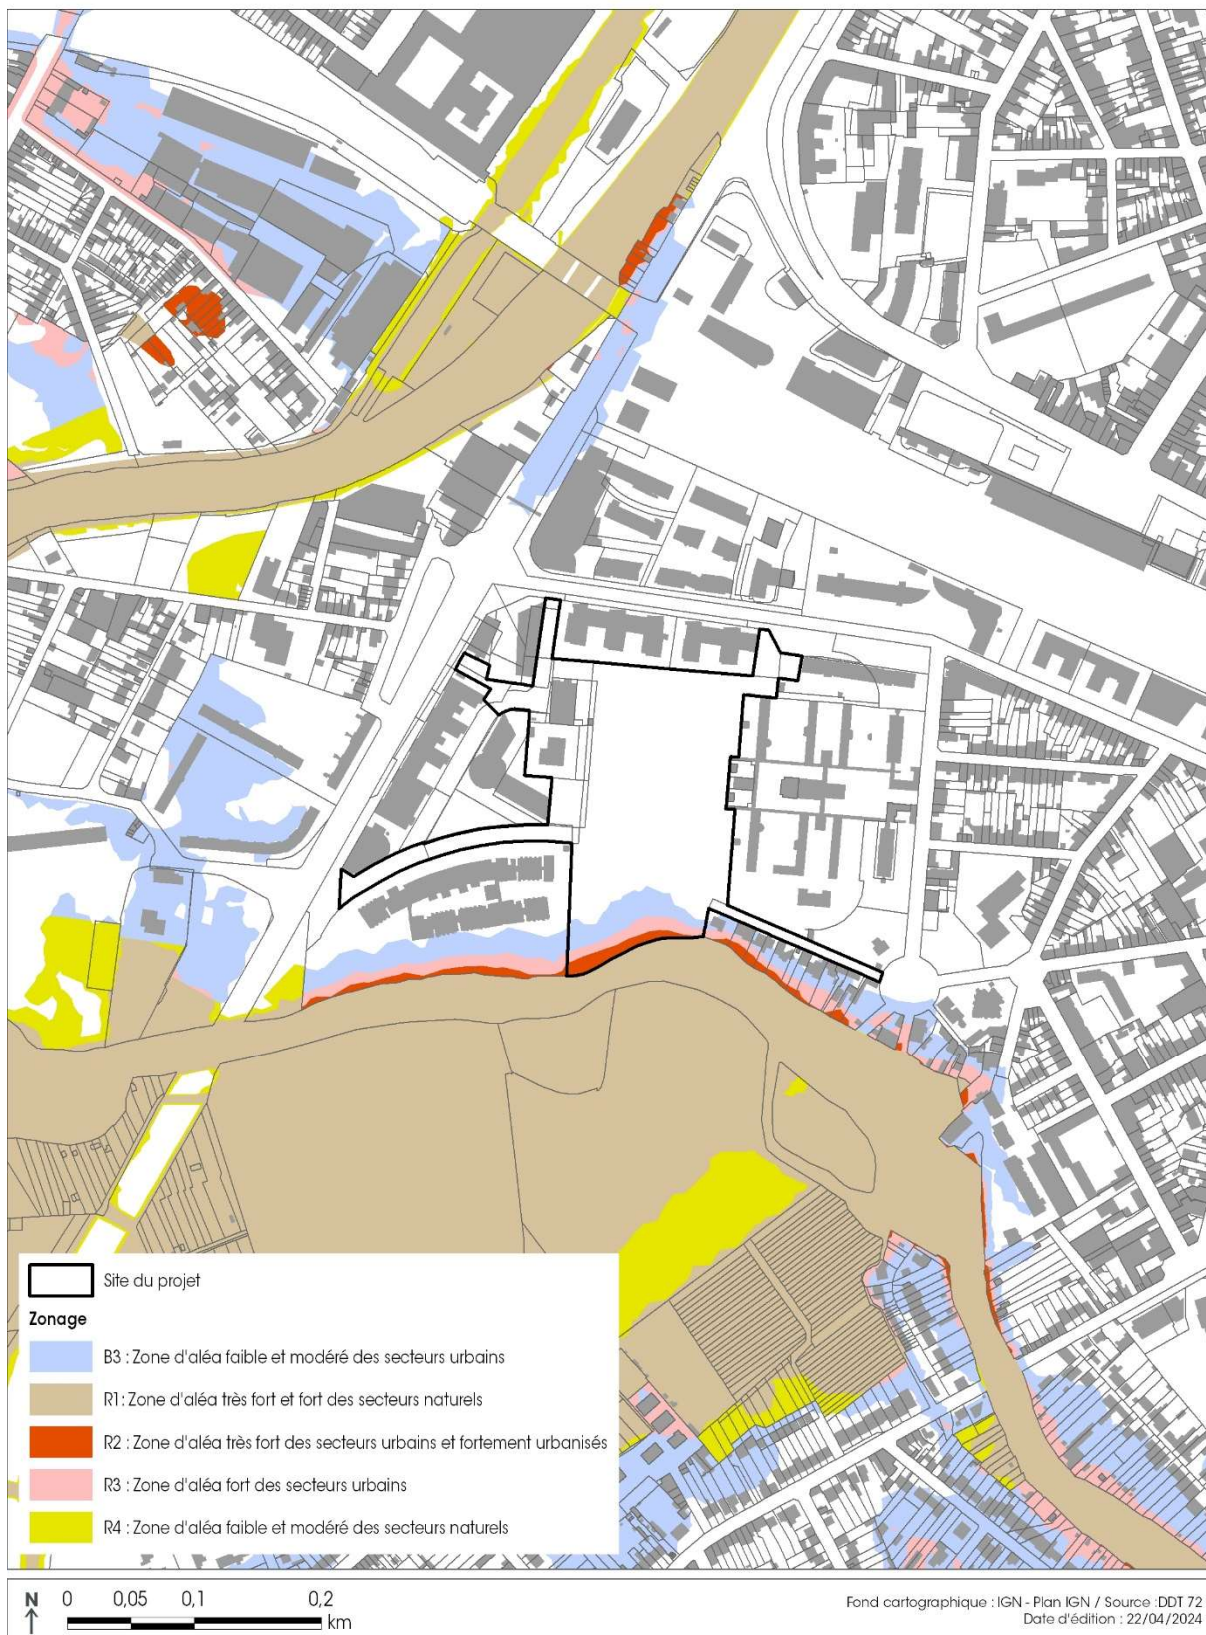 Site du projet
Zonage
B3 : Zone d'aléa faible et modéré des secteurs urbains
R1 : Zone d'aléa très fort et fort des secteurs naturels
R2 : Zone d'aléa très fort des secteurs urbains et fortement urbanisés
R3 : Zone d'aléa fort des secteurs urbains
R4 : Zone d'aléa faible et modéré des secteurs naturels
N 0 0,05 0,1 0,2
km
Fond cartographique : IGN - Plan IGN / Source :DDT 72
Date d'édition : 22/04/2024